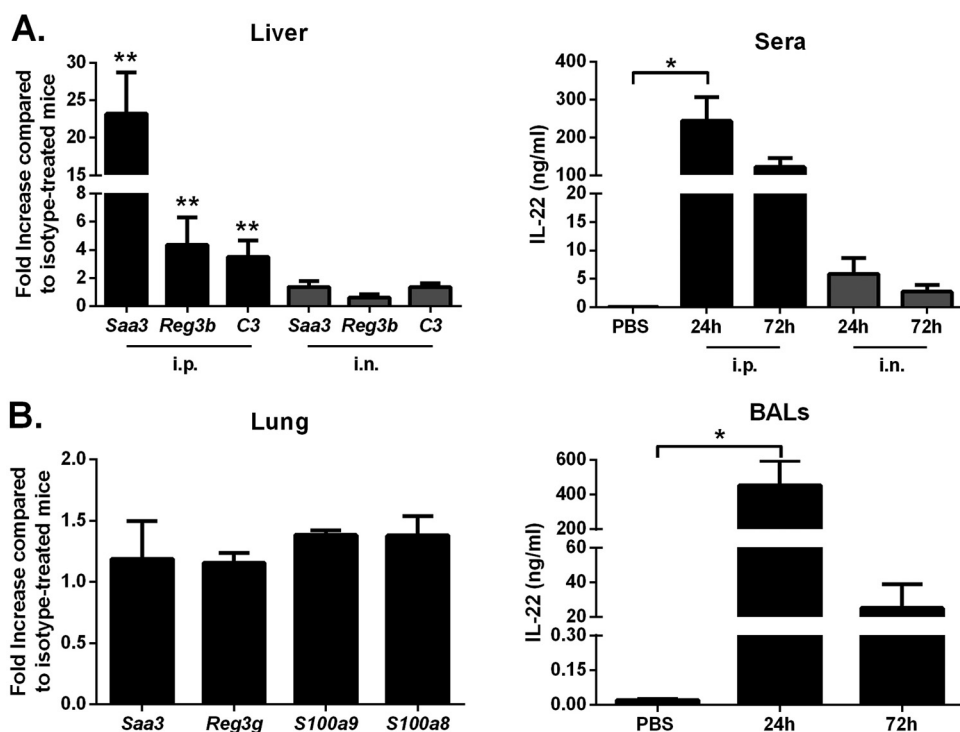 A.
Liver
Fold Increase compared
to isotype-treated mice
30
25
20
15
8
6
4
2
0
**
**
**
Saa3 Reg3b C3 Saa3 Reg3b C3
i.p. i.n.
Sera
IL-22 (ng/ml)
400
300
200
100
20
15
10
5
0
*
PBS 24h 72h 24h 72h
i.p. i.n.
B.
Lung
Fold Increase compared
to isotype-treated mice
2.0
1.5
1.0
0.5
0.0
Saa3 Reg3g S100a9 S100a8
BALs
IL-22 (ng/ml)
600
400
200
60
40
20
0.30
0.15
0.00
*
PBS 24h 72h